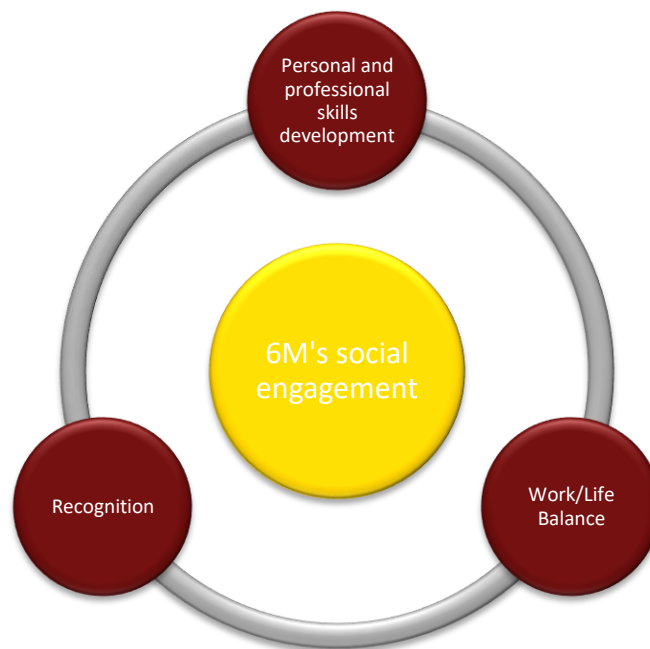 Personal and
professional
skills
development
6M's social
engagement
Recognition
Work/Life
Balance